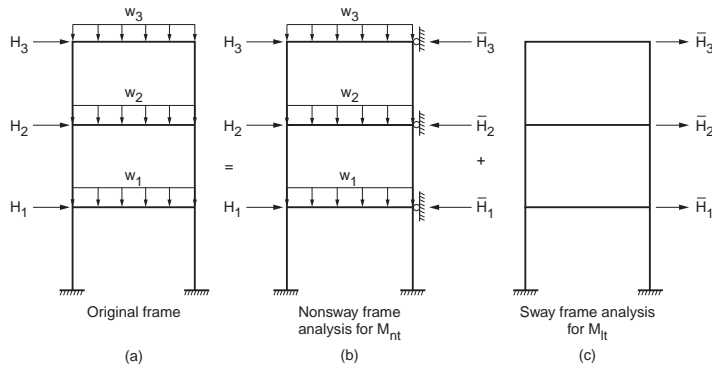 w₃ w₃
H₃ H₃ H̅₃ H̅₃
w₂ w₂
H₂ H₂ H̅₂ H̅₂
= +
w₁ w₁
H₁ H₁ H̅₁ H̅₁
Original frame
Nonsway frame
analysis for Mₙₜ
Sway frame analysis
for Mₗₜ
(a) (b) (c)